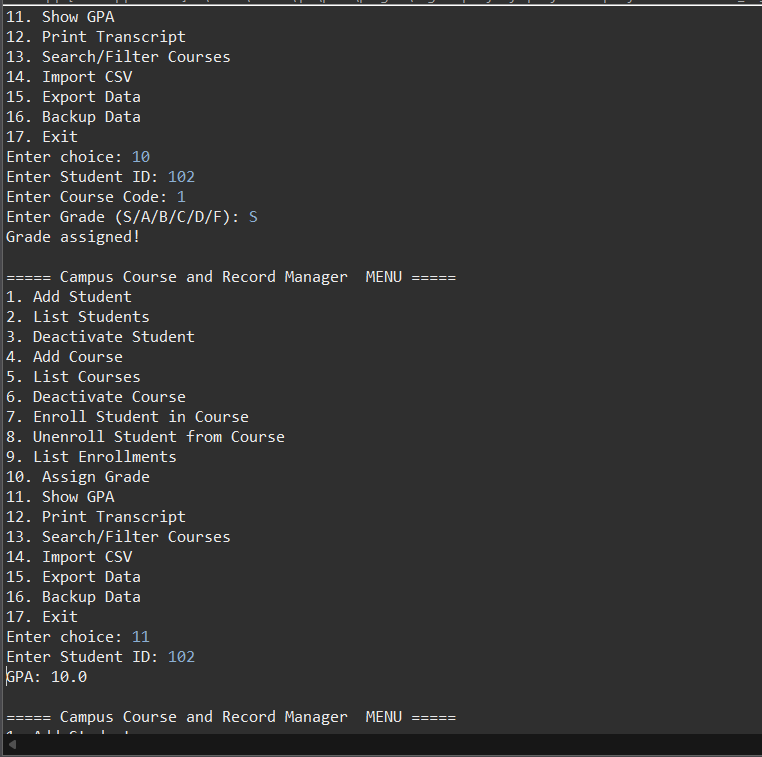 11. Show GPA
12. Print Transcript
13. Search/Filter Courses
14. Import CSV
15. Export Data
16. Backup Data
17. Exit
Enter choice: 10
Enter Student ID: 102
Enter Course Code: 1
Enter Grade (S/A/B/C/D/F): S
Grade assigned!

===== Campus Course and Record Manager  MENU =====
1. Add Student
2. List Students
3. Deactivate Student
4. Add Course
5. List Courses
6. Deactivate Course
7. Enroll Student in Course
8. Unenroll Student from Course
9. List Enrollments
10. Assign Grade
11. Show GPA
12. Print Transcript
13. Search/Filter Courses
14. Import CSV
15. Export Data
16. Backup Data
17. Exit
Enter choice: 11
Enter Student ID: 102
GPA: 10.0

===== Campus Course and Record Manager  MENU =====
1. Add Student